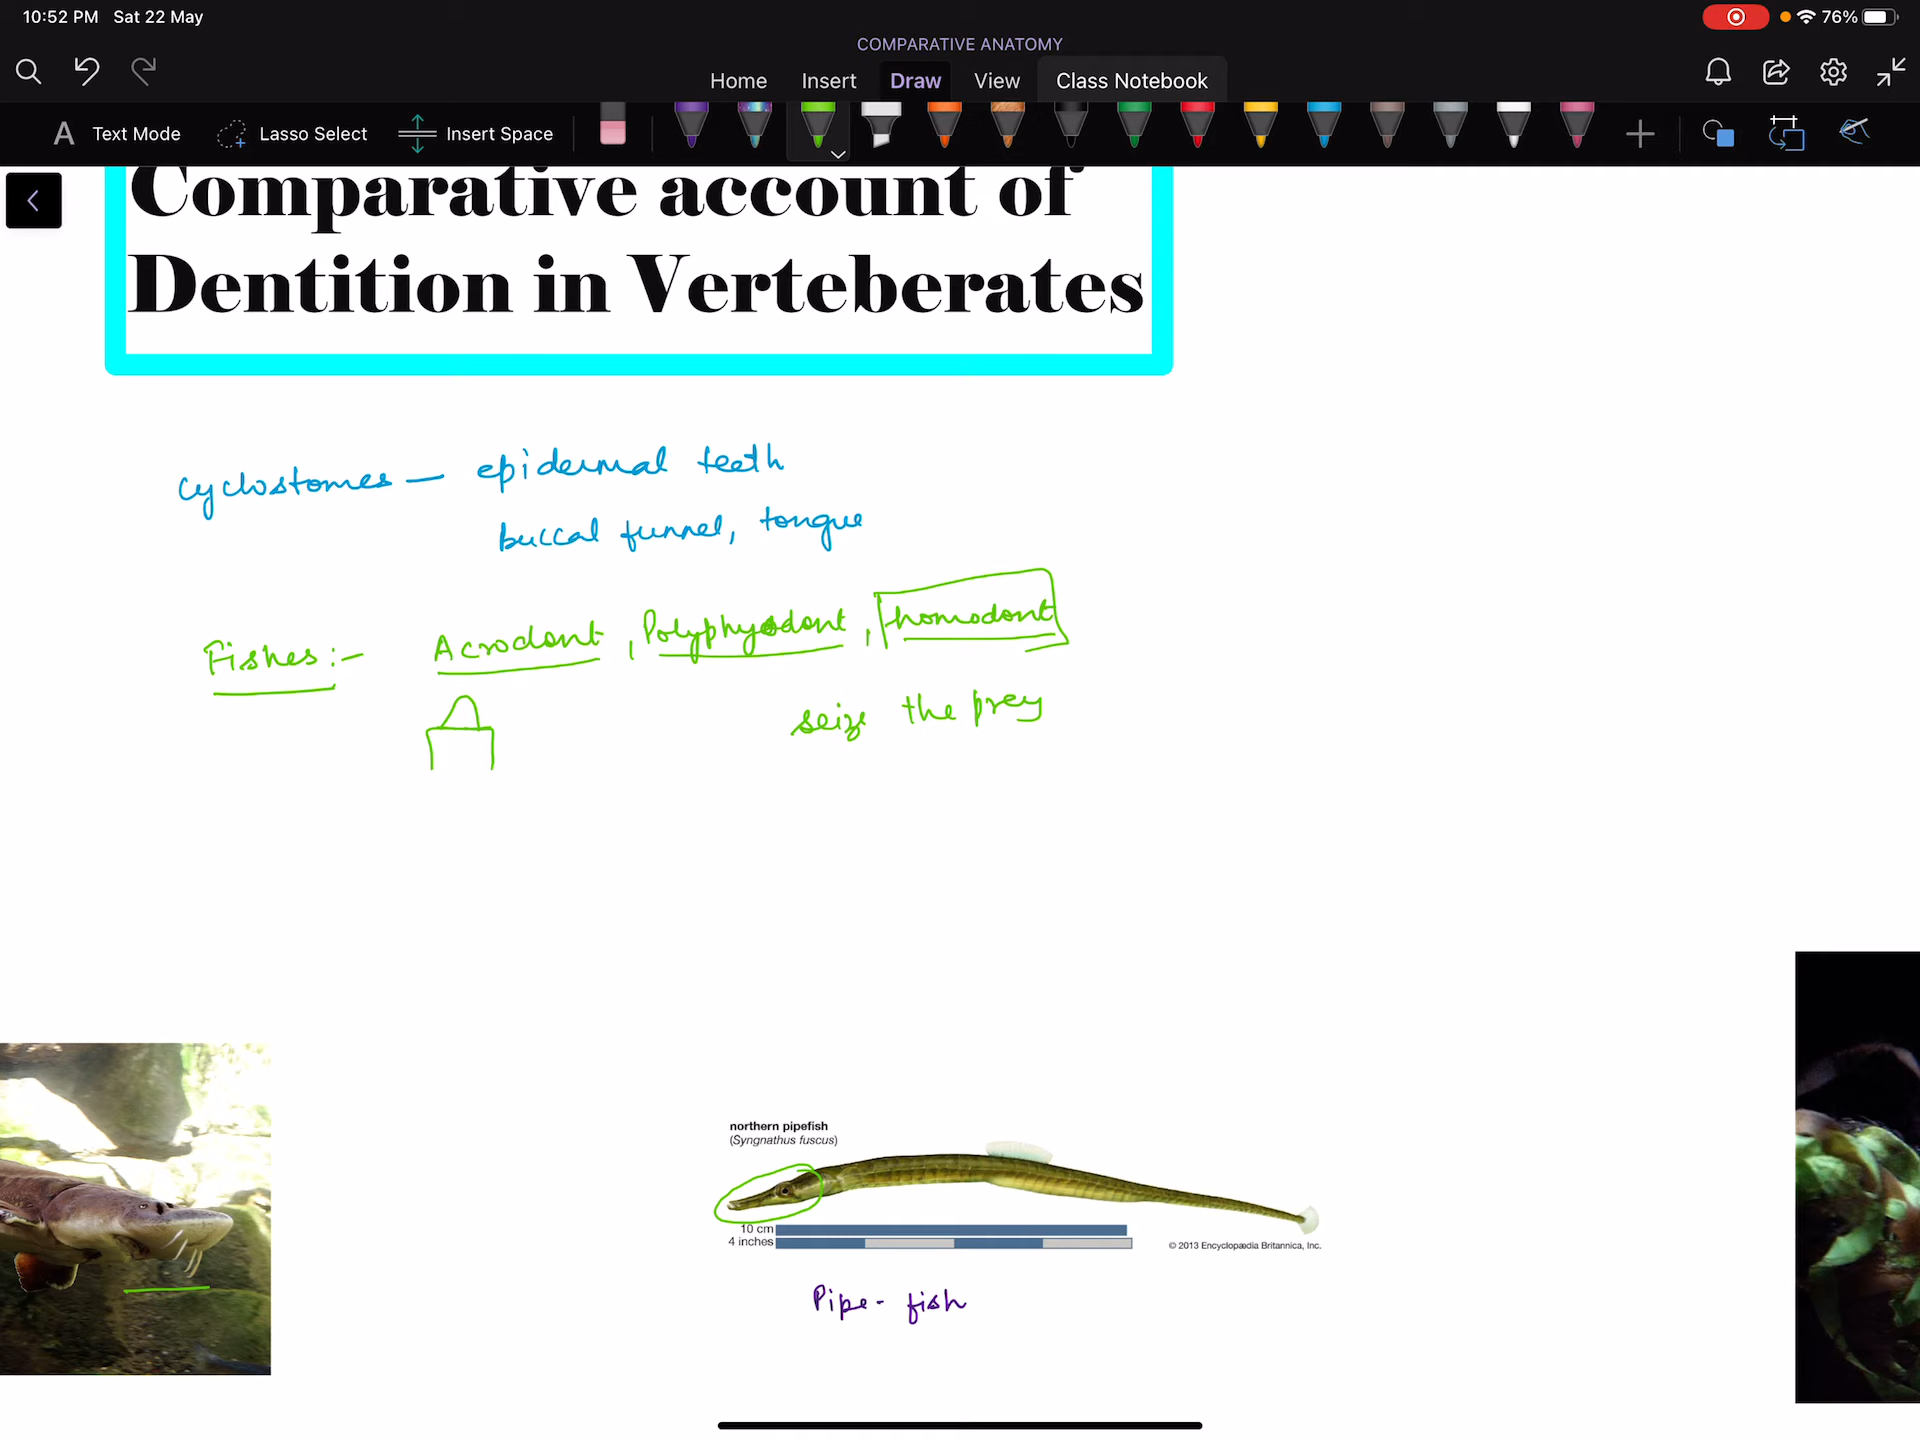 10:52 PM Sat 22 May
76%
COMPARATIVE ANATOMY
Home Insert Draw View Class Notebook
A Text Mode Lasso Select Insert Space
Comparative account of
Dentition in Verteberates
Cyclostomes — epidermal teeth
buccal funnel, tongue
Fishes :- Acrodont, Polyphyodont, homodont
seize the prey
northern pipefish
(Syngnathus fuscus)
10 cm
4 inches
© 2013 Encyclopædia Britannica, Inc.
Pipe - fish